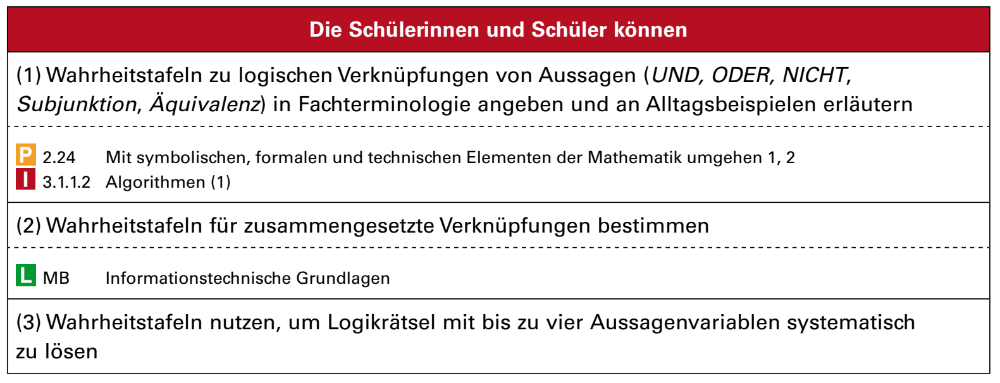 Die Schülerinnen und Schüler können
(1) Wahrheitstafeln zu logischen Verknüpfungen von Aussagen (UND, ODER, NICHT,
Subjunktion, Äquivalenz) in Fachterminologie angeben und an Alltagsbeispielen erläutern
P 2.24 Mit symbolischen, formalen und technischen Elementen der Mathematik umgehen 1, 2
I 3.1.1.2 Algorithmen (1)
(2) Wahrheitstafeln für zusammengesetzte Verknüpfungen bestimmen
L MB Informationstechnische Grundlagen
(3) Wahrheitstafeln nutzen, um Logikrätsel mit bis zu vier Aussagenvariablen systematisch
zu lösen